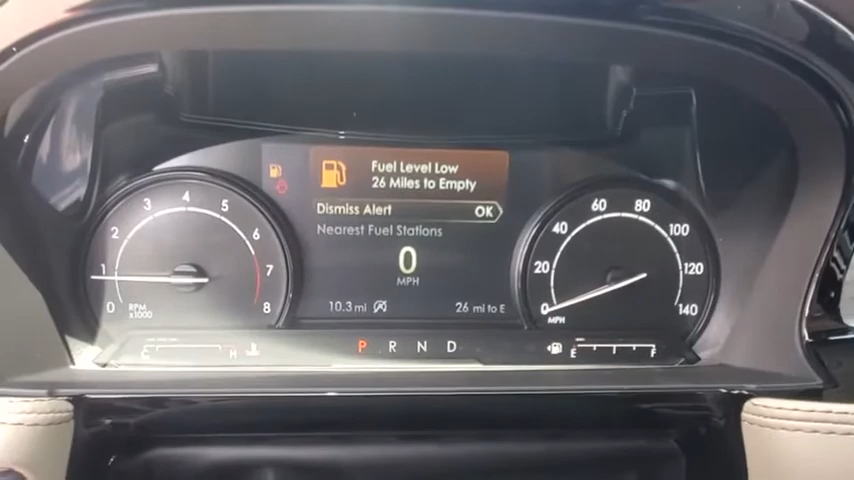 Fuel Level Low
26 Miles to Empty
Dismiss Alert OK
Nearest Fuel Stations
0
MPH
10.3 mi
26 mi to E
0 1 2 3 4 5 6 7 8
RPM
x1000
0 20 40 60 80 100 120 140
MPH
C H
P R N D
E F